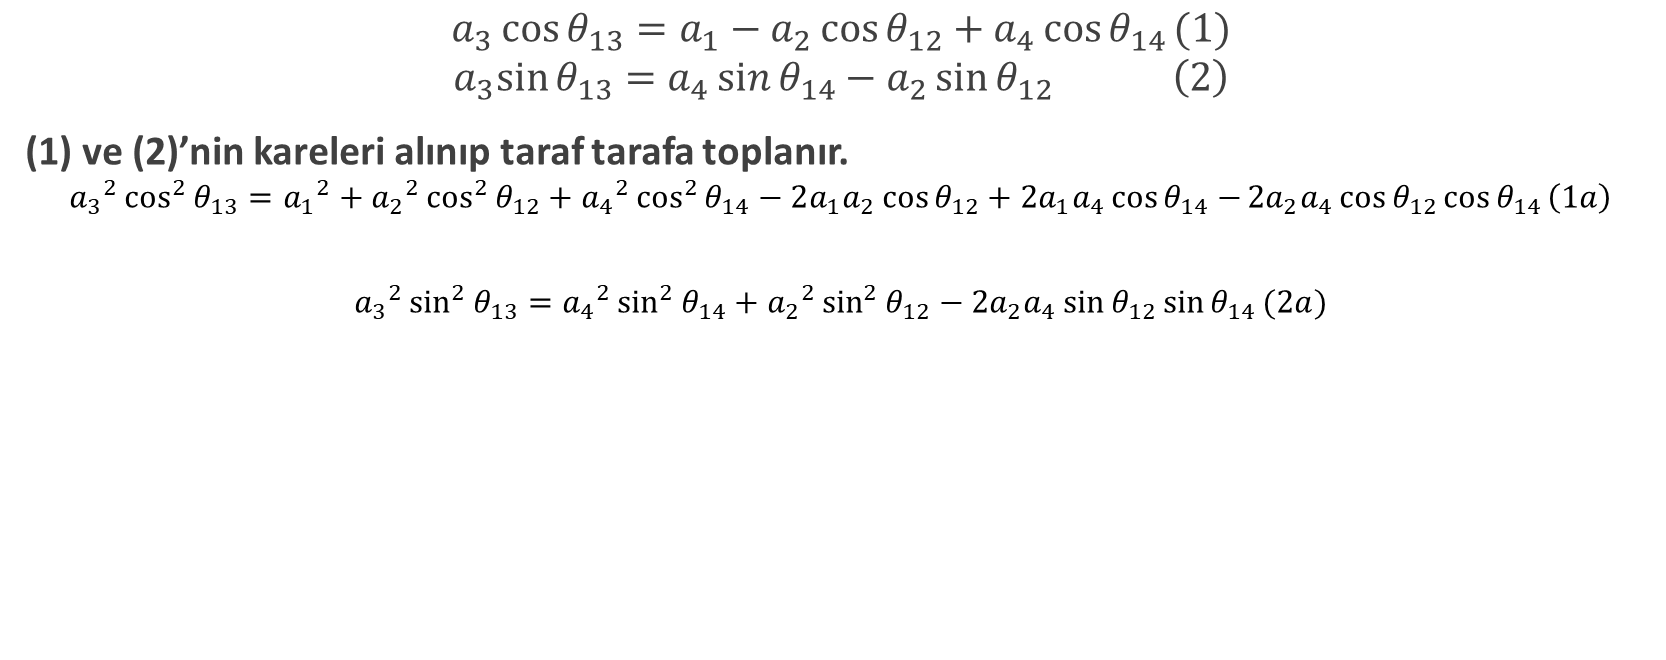 a₃ cos θ₁₃ = a₁ − a₂ cos θ₁₂ + a₄ cos θ₁₄ (1)
a₃ sin θ₁₃ = a₄ sin θ₁₄ − a₂ sin θ₁₂ (2)
(1) ve (2)’nin kareleri alınıp taraf tarafa toplanır.
a₃² cos² θ₁₃ = a₁² + a₂² cos² θ₁₂ + a₄² cos² θ₁₄ − 2a₁a₂ cos θ₁₂ + 2a₁a₄ cos θ₁₄ − 2a₂a₄ cos θ₁₂ cos θ₁₄ (1a)
a₃² sin² θ₁₃ = a₄² sin² θ₁₄ + a₂² sin² θ₁₂ − 2a₂a₄ sin θ₁₂ sin θ₁₄ (2a)